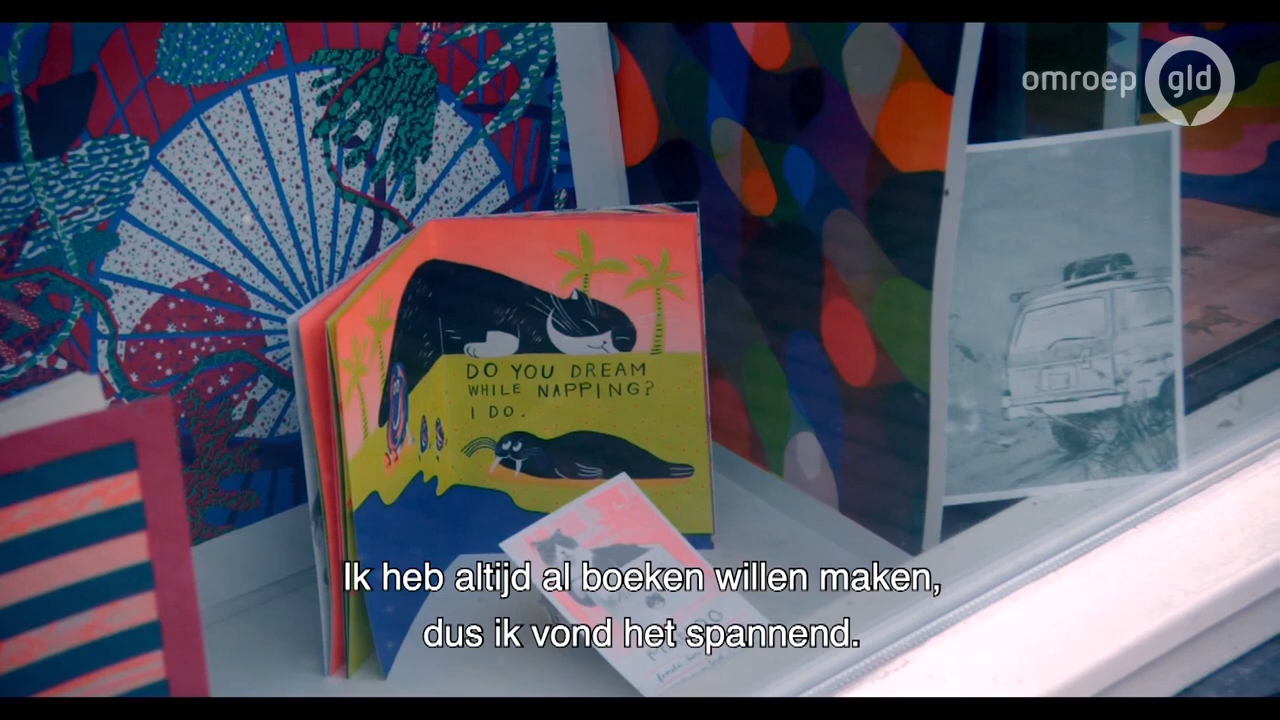 omroep gld
DO YOU DREAM
WHILE NAPPING?
I DO.
Ik heb altijd al boeken willen maken,
dus ik vond het spannend.